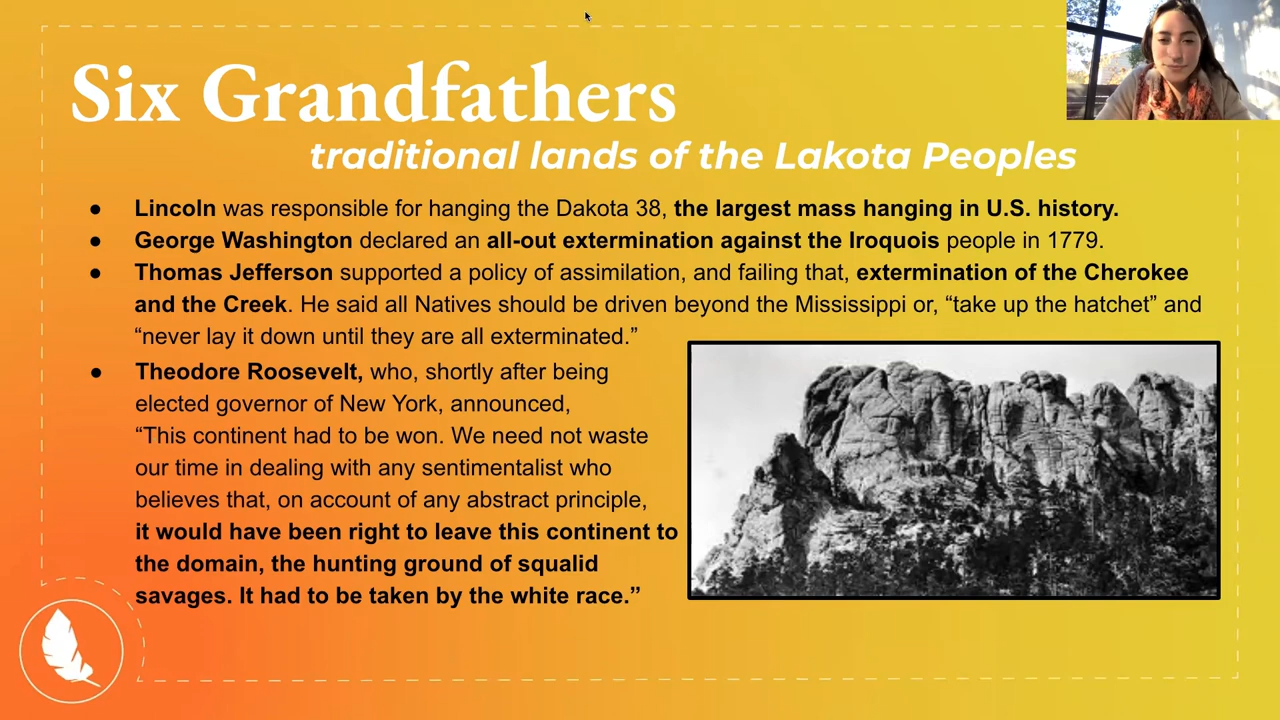 Six Grandfathers
traditional lands of the Lakota Peoples
● Lincoln was responsible for hanging the Dakota 38, the largest mass hanging in U.S. history.
● George Washington declared an all-out extermination against the Iroquois people in 1779.
● Thomas Jefferson supported a policy of assimilation, and failing that, extermination of the Cherokee
and the Creek. He said all Natives should be driven beyond the Mississippi or, “take up the hatchet” and
“never lay it down until they are all exterminated.”
● Theodore Roosevelt, who, shortly after being
elected governor of New York, announced,
“This continent had to be won. We need not waste
our time in dealing with any sentimentalist who
believes that, on account of any abstract principle,
it would have been right to leave this continent to
the domain, the hunting ground of squalid
savages. It had to be taken by the white race.”